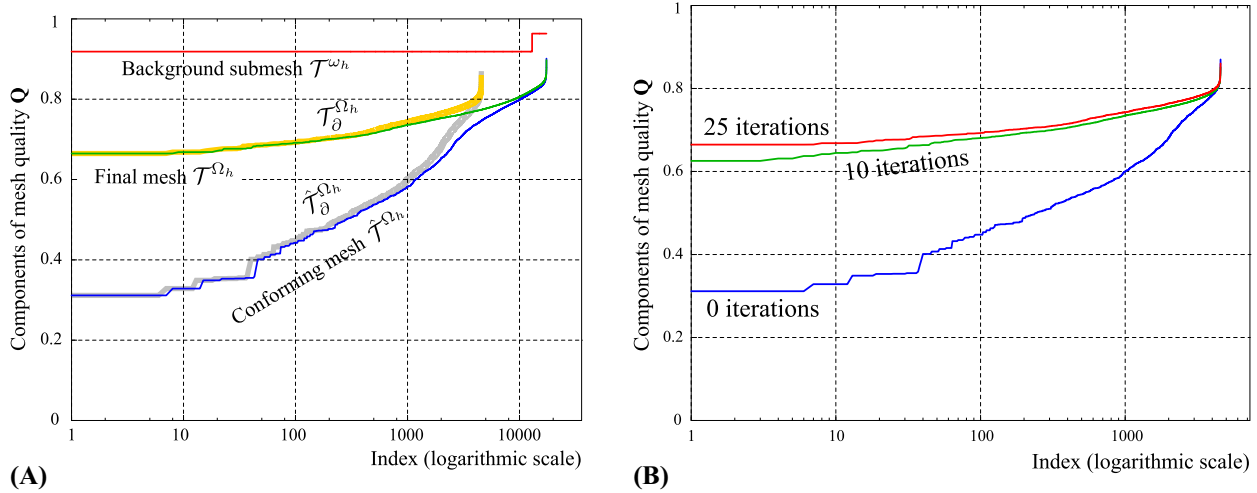 Components of mesh quality Q
1
0.8
0.6
0.4
0.2
0
Background submesh 𝒯^{ω_h}
𝒯_∂^{Ω_h}
Final mesh 𝒯^{Ω_h}
𝒯̂_∂^{Ω_h}
Conforming mesh 𝒯̂^{Ω_h}
1 10 100 1000 10000
Index (logarithmic scale)
(A)
Components of mesh quality Q
1
0.8
0.6
0.4
0.2
0
25 iterations
10 iterations
0 iterations
1 10 100 1000
Index (logarithmic scale)
(B)